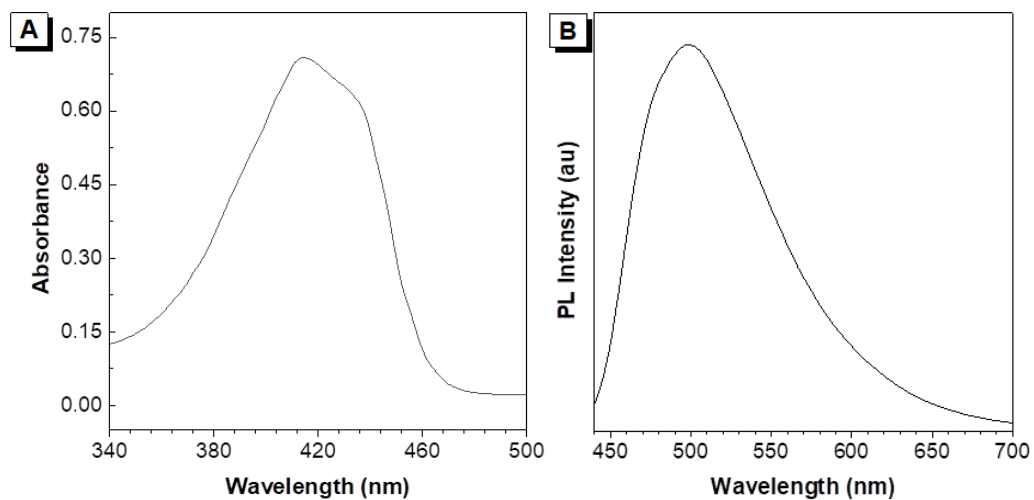 A
0.75
0.60
0.45
0.30
0.15
0.00
Absorbance
340 380 420 460 500
Wavelength (nm)
B
PL Intensity (au)
450 500 550 600 650 700
Wavelength (nm)